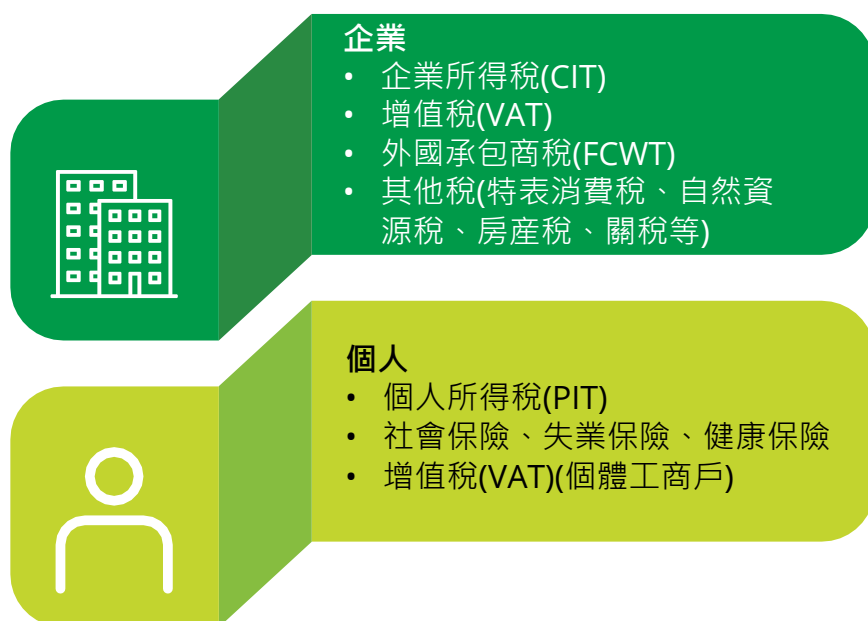 企業
• 企業所得稅(CIT)
• 增值稅(VAT)
• 外國承包商稅(FCWT)
• 其他稅(特表消費稅、自然資
源稅、房產稅、關稅等)
個人
• 個人所得稅(PIT)
• 社會保險、失業保險、健康保險
• 增值稅(VAT)(個體工商戶)